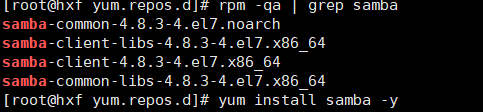 [root@hxf yum.repos.d]# rpm -qa | grep samba
samba-common-4.8.3-4.el7.noarch
samba-client-libs-4.8.3-4.el7.x86_64
samba-client-4.8.3-4.el7.x86_64
samba-common-libs-4.8.3-4.el7.x86_64
[root@hxf yum.repos.d]# yum install samba -y